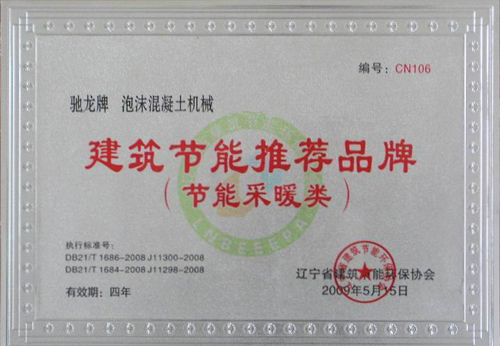 编号：CN106
驰龙牌 泡沫混凝土机械
建筑节能推荐品牌
（节能采暖类）
执行标准号：
DB21/T 1686-2008 J11300-2008
DB21/T 1684-2008 J11298-2008
有效期：四年
辽宁省建筑节能环保协会
2009年5月15日